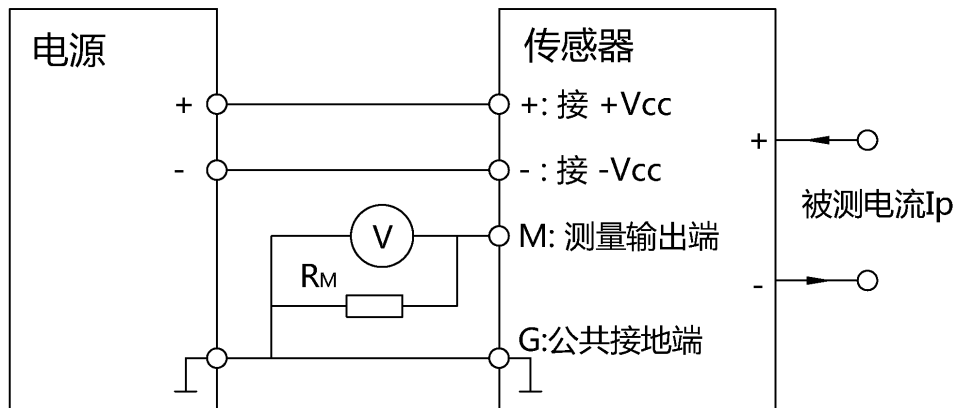 电源
传感器
+
+: 接 +Vcc
+
-
- : 接 -Vcc
被测电流Ip
V
M: 测量输出端
RM
-
G:公共接地端